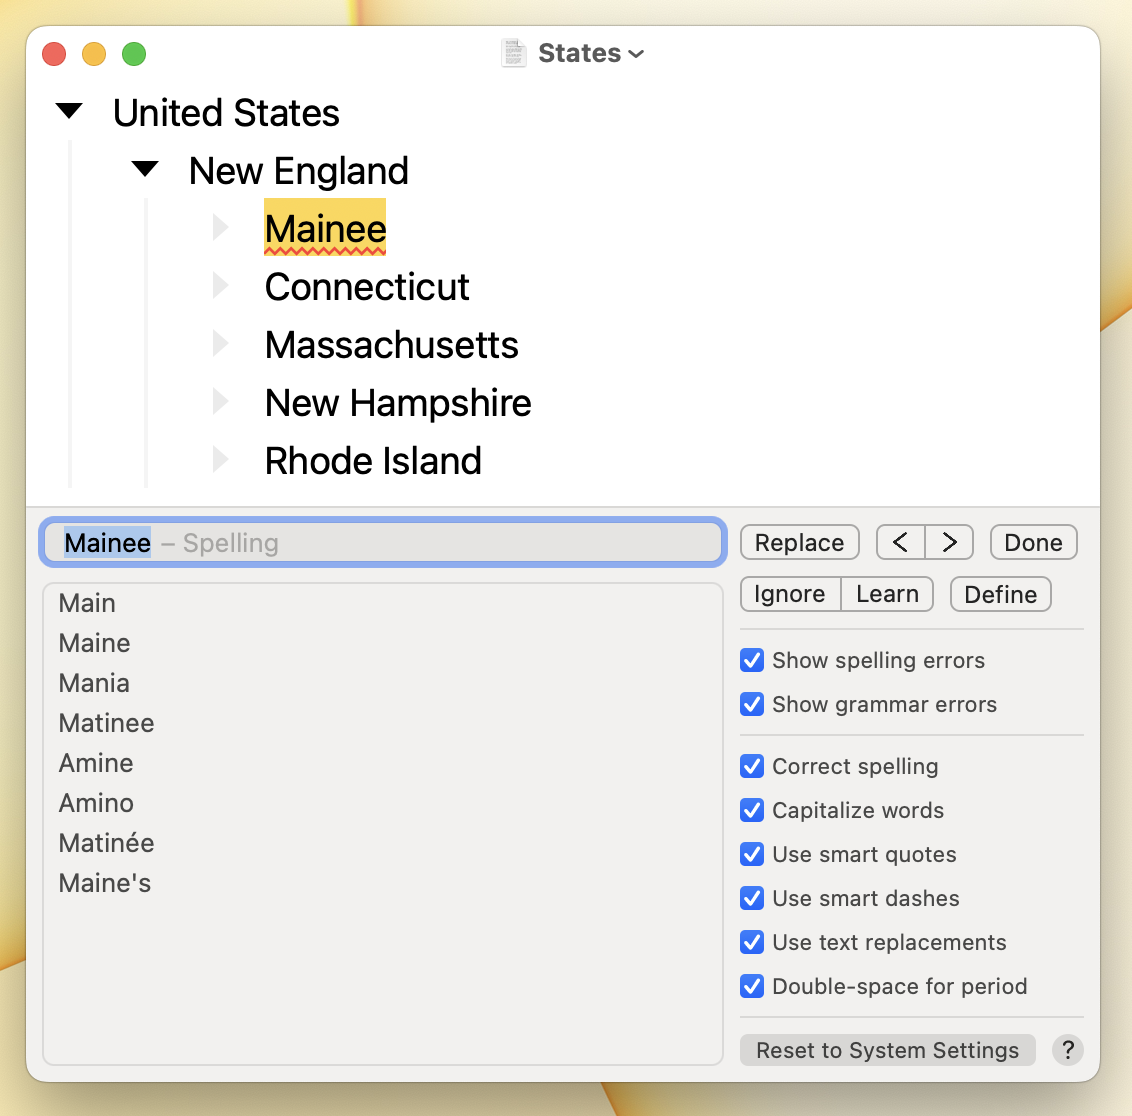 States
United States
New England
Mainee
Connecticut
Massachusetts
New Hampshire
Rhode Island
Mainee – Spelling
Replace < > Done
Ignore Learn Define
Main
Maine
Mania
Matinee
Amine
Amino
Matinée
Maine's
Show spelling errors
Show grammar errors
Correct spelling
Capitalize words
Use smart quotes
Use smart dashes
Use text replacements
Double-space for period
Reset to System Settings ?